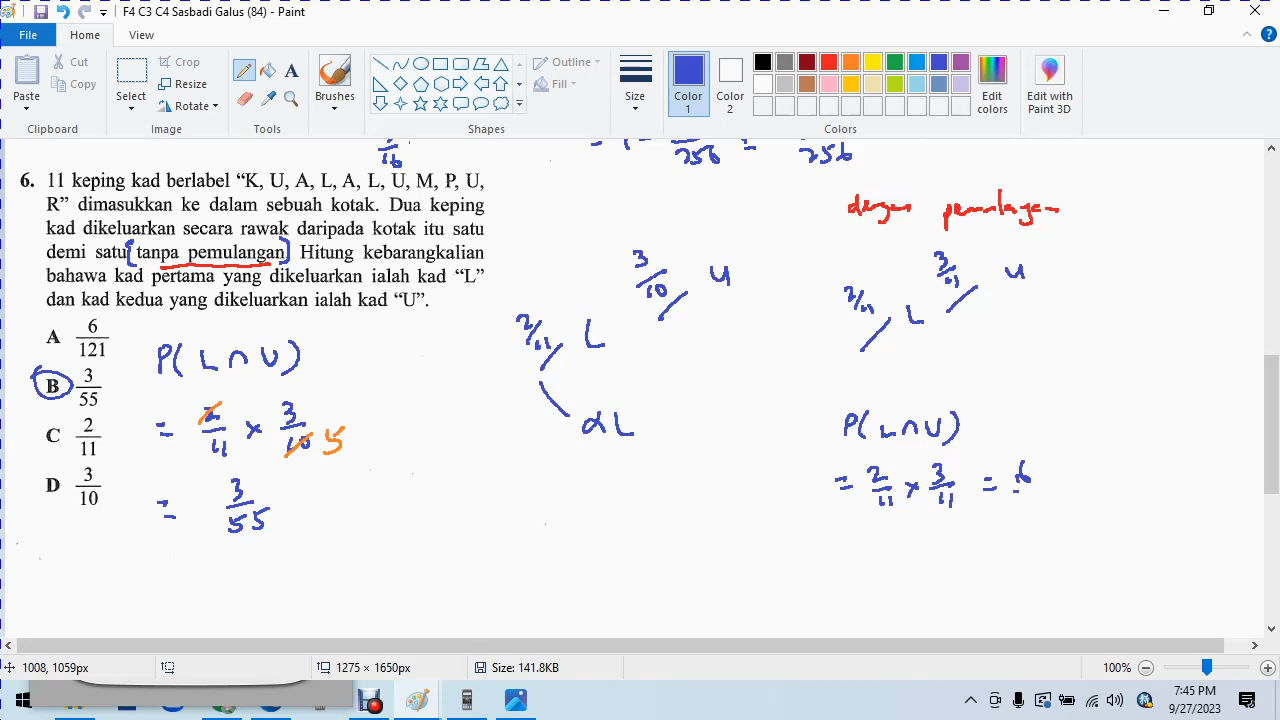 F4 C3 C4 Sasbadi Galus (84) - Paint
File Home View
Paste Cut Copy
Clipboard
Select Crop Resize Rotate
Image
Tools
Brushes
Outline Fill
Shapes
Size
Color 1 Color 2
Colors
Edit colors
Edit with Paint 3D
16
256
256
6. 11 keping kad berlabel “K, U, A, L, A, L, U, M, P, U,
R” dimasukkan ke dalam sebuah kotak. Dua keping
kad dikeluarkan secara rawak daripada kotak itu satu
demi satu [tanpa pemulangan] Hitung kebarangkalian
bahawa kad pertama yang dikeluarkan ialah kad “L”
dan kad kedua yang dikeluarkan ialah kad “U”.
A 6/121
B 3/55
C 2/11
D 3/10
P(L∩U)
= 2/11 × 3/10 5
= 3/55
3/10 U
2/11 L
αL
dengan pemulangan
3/11 U
2/11 L
P(L∩U)
= 2/11 × 3/11 = 6
1008, 1059px
1275 × 1650px
Size: 141.8KB
100%
7:45 PM
9/27/2023